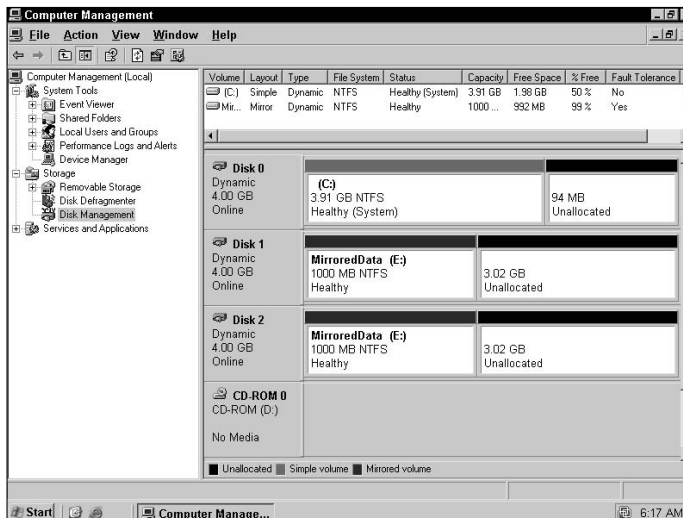 Computer Management
File Action View Window Help
Computer Management (Local)
System Tools
Event Viewer
Shared Folders
Local Users and Groups
Performance Logs and Alerts
Device Manager
Storage
Removable Storage
Disk Defragmenter
Disk Management
Services and Applications
Volume Layout Type File System Status Capacity Free Space % Free Fault Tolerance
(C:) Simple Dynamic NTFS Healthy (System) 3.91 GB 1.98 GB 50 % No
Mir... Mirror Dynamic NTFS Healthy 1000 ... 992 MB 99 % Yes
Disk 0
Dynamic
4.00 GB
Online
(C:)
3.91 GB NTFS
Healthy (System)
94 MB
Unallocated
Disk 1
Dynamic
4.00 GB
Online
MirroredData (E:)
1000 MB NTFS
Healthy
3.02 GB
Unallocated
Disk 2
Dynamic
4.00 GB
Online
MirroredData (E:)
1000 MB NTFS
Healthy
3.02 GB
Unallocated
CD-ROM 0
CD-ROM (D:)
No Media
Unallocated Simple volume Mirrored volume
Start Computer Manage... 6:17 AM